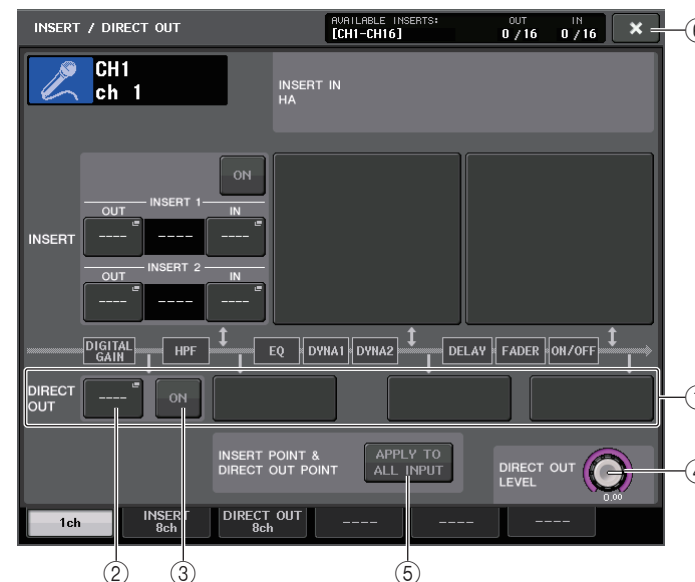 INSERT / DIRECT OUT
AVAILABLE INSERTS: OUT IN
[CH1-CH16] 0 /16 0 /16
CH1
ch 1
INSERT IN
HA
ON
INSERT 1
OUT IN
INSERT
---- ---- ----
INSERT 2
OUT IN
---- ---- ----
DIGITAL GAIN HPF EQ DYNA1 DYNA2 DELAY FADER ON/OFF
DIRECT OUT
---- ON
INSERT POINT &
DIRECT OUT POINT
APPLY TO
ALL INPUT
DIRECT OUT
LEVEL
0.00
1ch
INSERT
8ch
DIRECT OUT
8ch
---- ---- ----
② ③ ⑤